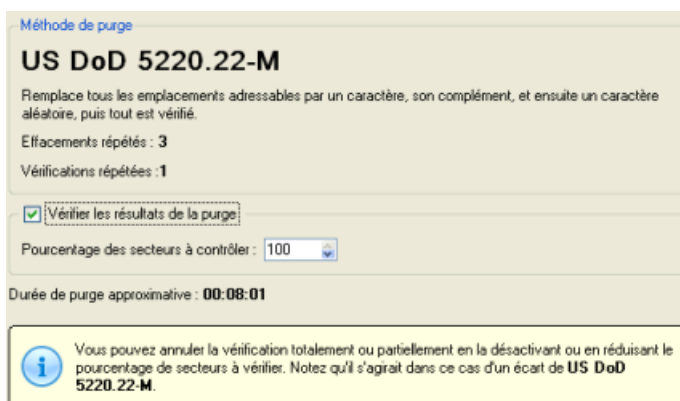 Méthode de purge
US DoD 5220.22-M
Remplace tous les emplacements adressables par un caractère, son complément, et ensuite un caractère
aléatoire, puis tout est vérifié.
Effacements répétés : 3
Vérifications répétées :1
Vérifier les résultats de la purge
Pourcentage des secteurs à contrôler : 100
Durée de purge approximative : 00:08:01
Vous pouvez annuler la vérification totalement ou partiellement en la désactivant ou en réduisant le
pourcentage de secteurs à vérifier. Notez qu'il s'agirait dans ce cas d'un écart de US DoD
5220.22-M.